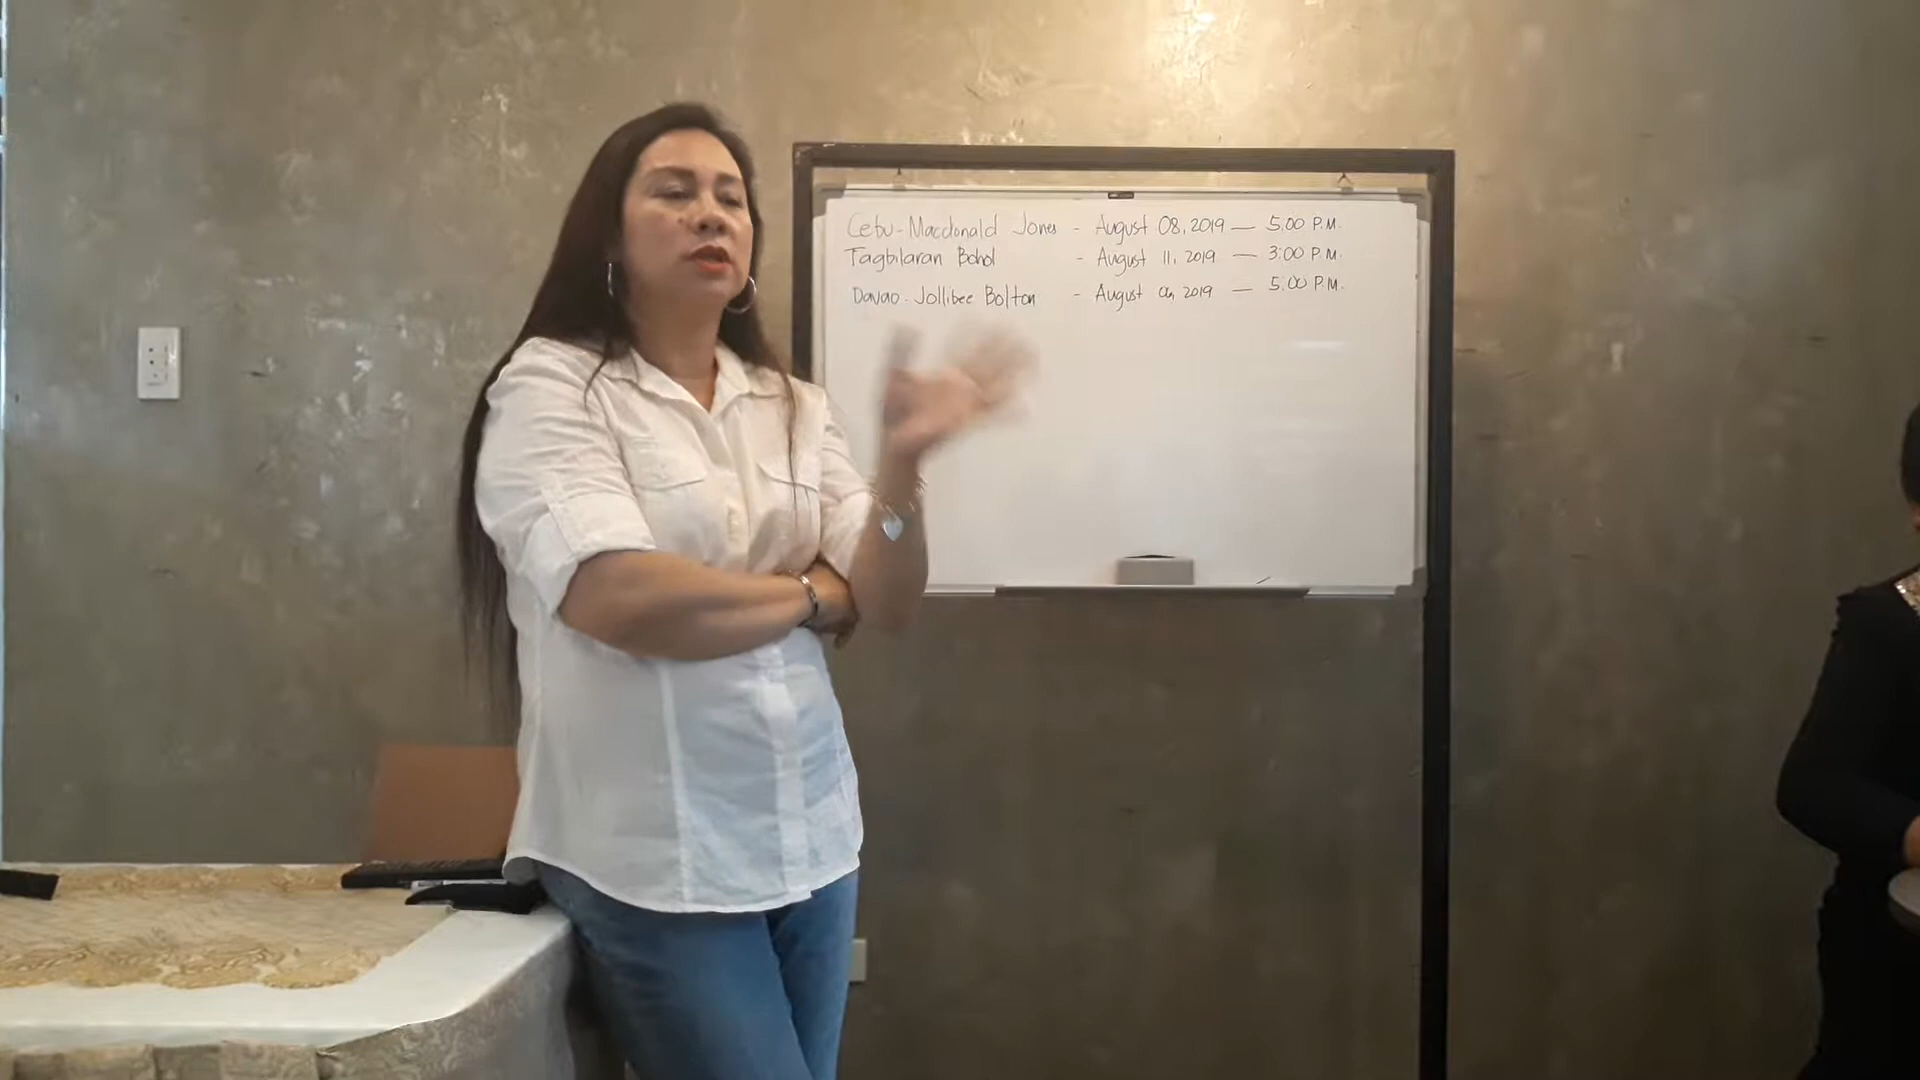 Cebu - Macdonald Jones - August 08, 2019 — 5:00 P.M.
Tagbilaran Bohol - August 11, 2019 — 3:00 P.M.
Davao - Jollibee Bolton - August 2019 — 5:00 P.M.